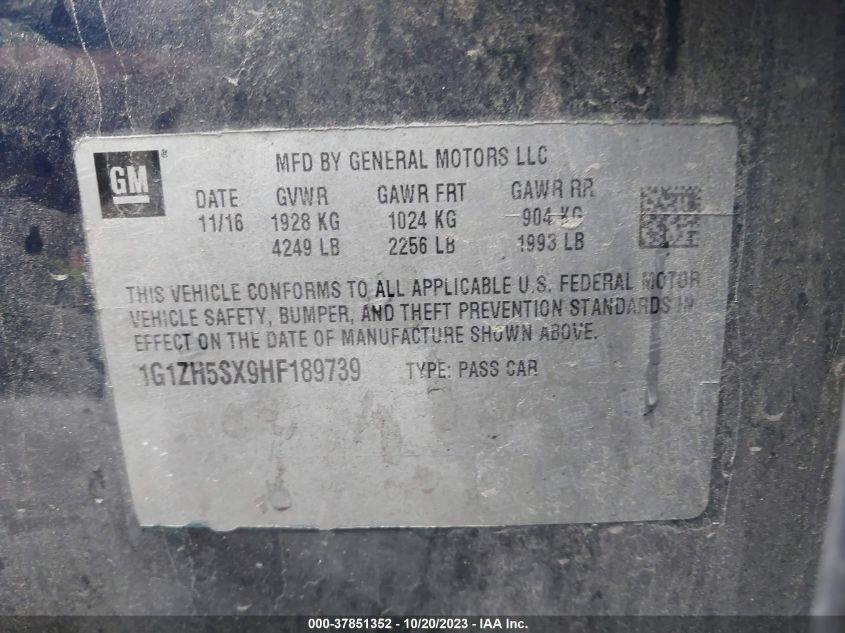 GM ®
MFD BY GENERAL MOTORS LLC
DATE GVWR GAWR FRT GAWR RR
11/16 1928 KG 1024 KG 904 KG
4249 LB 2256 LB 1993 LB
THIS VEHICLE CONFORMS TO ALL APPLICABLE U.S. FEDERAL MOTOR
VEHICLE SAFETY, BUMPER, AND THEFT PREVENTION STANDARDS IN
EFFECT ON THE DATE OF MANUFACTURE SHOWN ABOVE.
1G1ZH5SX9HF189739 TYPE: PASS CAR
000-37851352 - 10/20/2023 - IAA Inc.